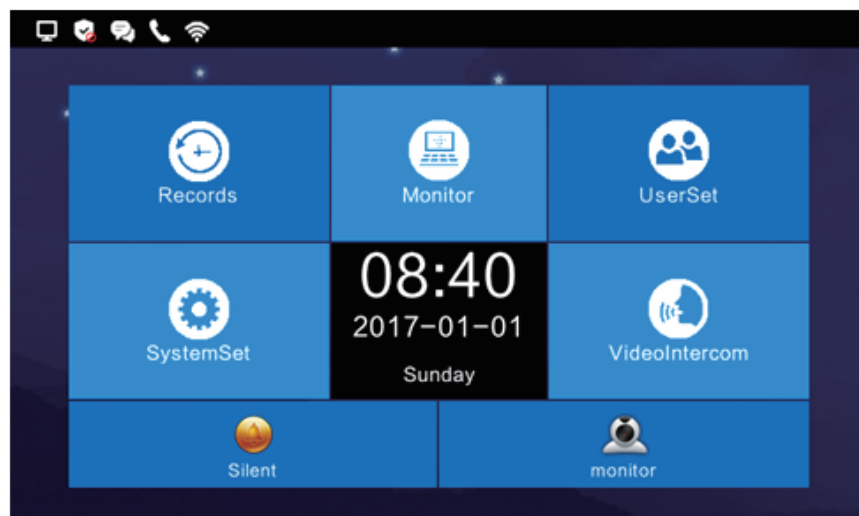 Records
Monitor
UserSet
SystemSet
08:40
2017-01-01
Sunday
VideoIntercom
Silent
monitor